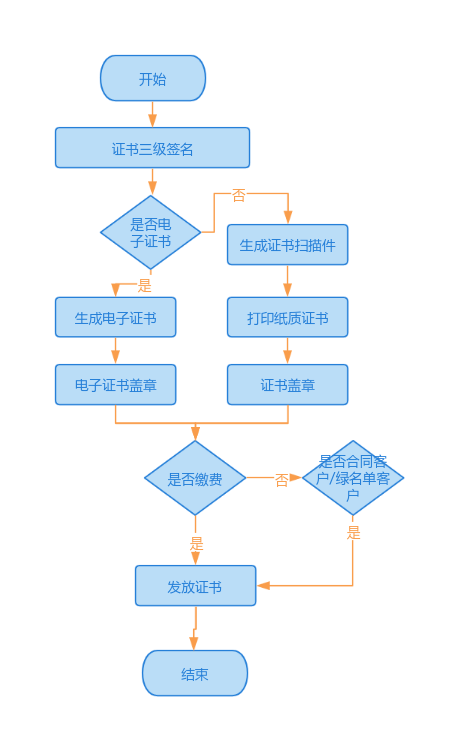 开始
证书三级签名
否
是否电
子证书
生成证书扫描件
是
生成电子证书
打印纸质证书
电子证书盖章
证书盖章
是否缴费
否
是否合同客
户/绿名单客
户
是
是
发放证书
结束